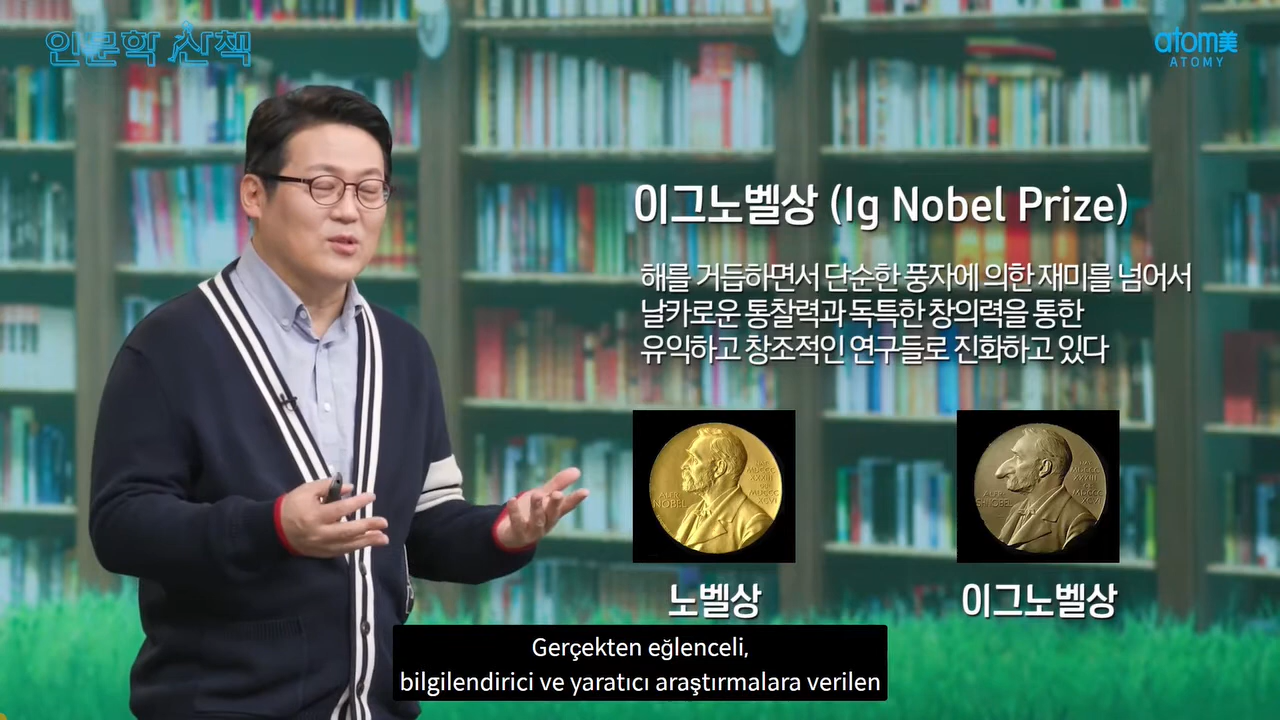 인문학 산책
atom美
ATOMY
이그노벨상 (Ig Nobel Prize)
해를 거듭하면서 단순한 풍자에 의한 재미를 넘어서
날카로운 통찰력과 독특한 창의력을 통한
유익하고 창조적인 연구들로 진화하고 있다
노벨상
이그노벨상
Gerçekten eğlenceli,
bilgilendirici ve yaratıcı araştırmalara verilen